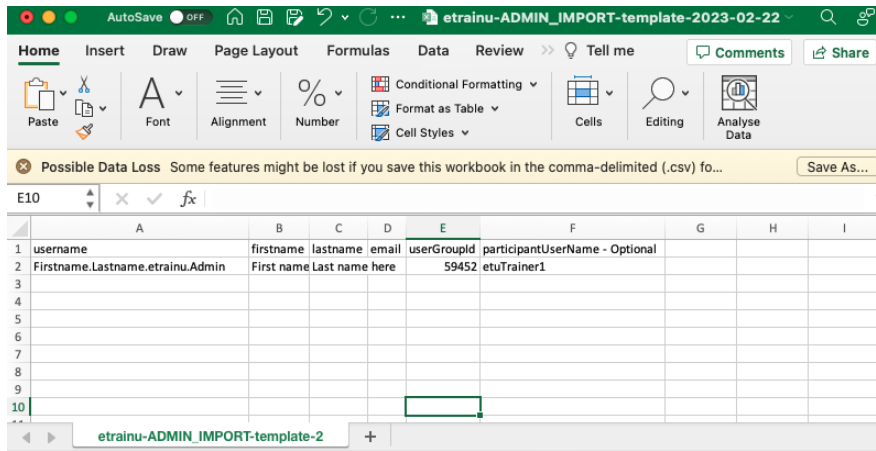 AutoSave OFF ... etrainu-ADMIN_IMPORT-template-2023-02-22
Home Insert Draw Page Layout Formulas Data Review >> Tell me Comments Share
Paste Font Alignment Number Conditional Formatting Format as Table Cell Styles Cells Editing Analyse Data
Possible Data Loss Some features might be lost if you save this workbook in the comma-delimited (.csv) fo... Save As...
E10 fx
A B C D E F G H I
1 username firstname lastname email userGroupId participantUserName - Optional
2 Firstname.Lastname.etrainu.Admin First name Last name here 59452 etuTrainer1
3
4
5
6
7
8
9
10
etrainu-ADMIN_IMPORT-template-2 +